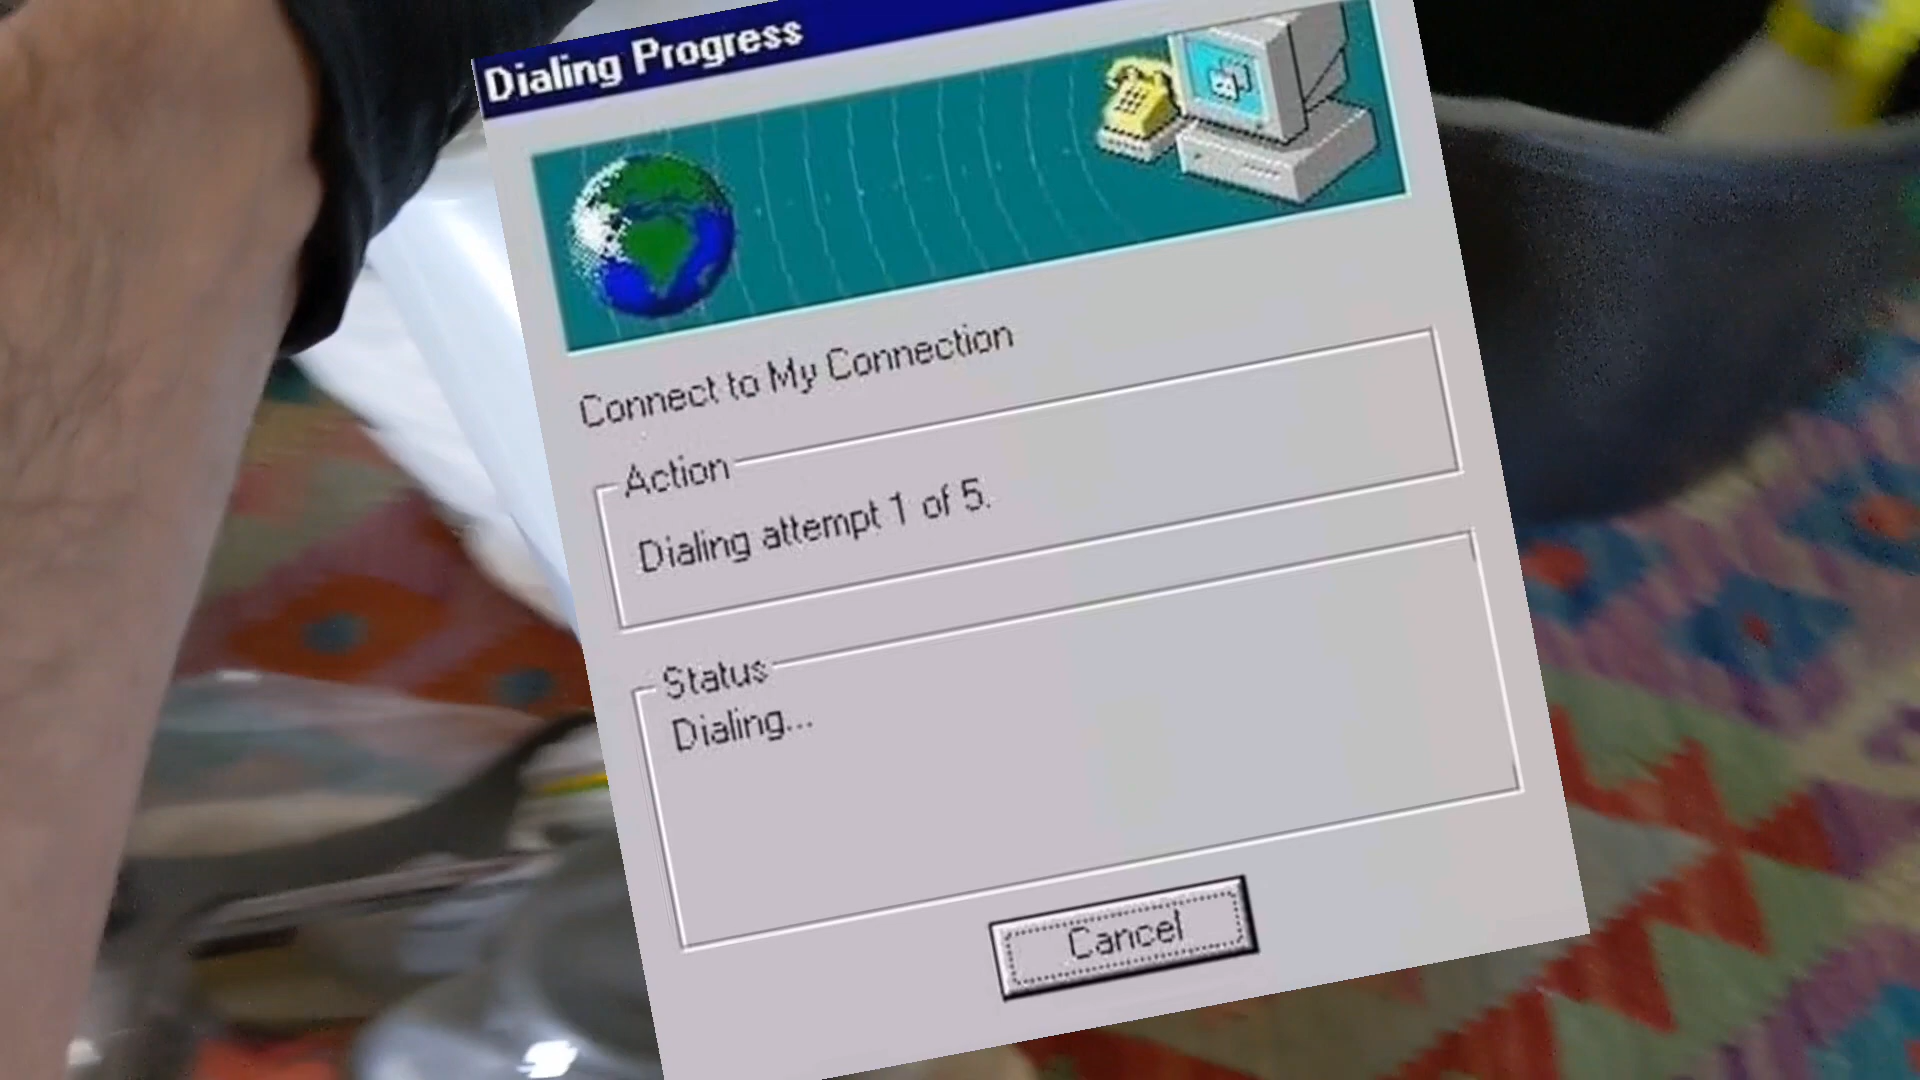 Dialing Progress
Connect to My Connection
Action
Dialing attempt 1 of 5.
Status
Dialing...
Cancel